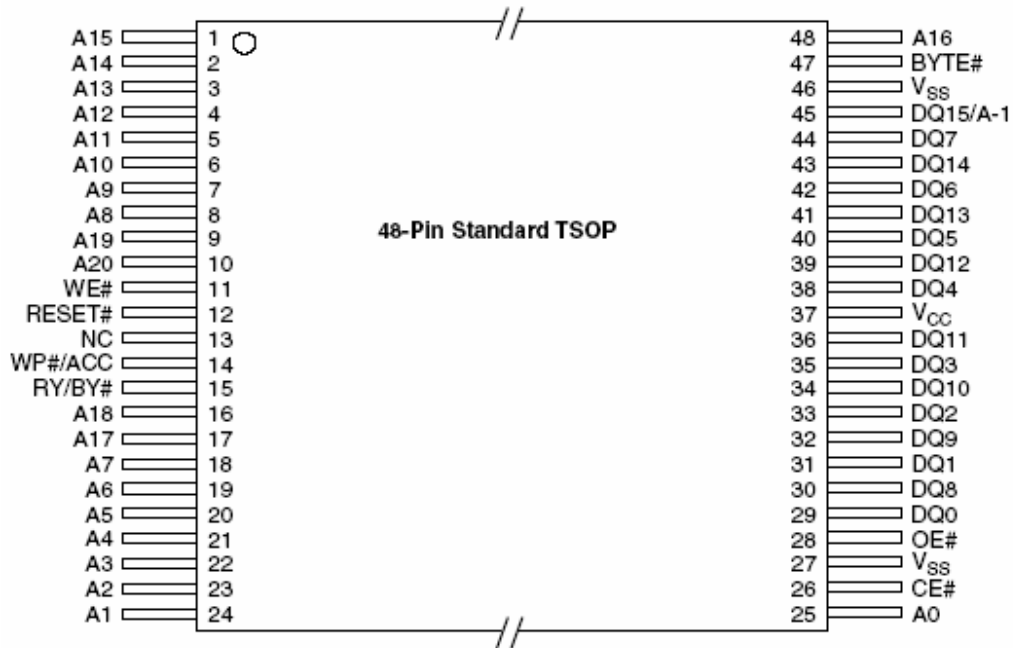 A15 1 48 A16
A14 2 47 BYTE#
A13 3 46 VSS
A12 4 45 DQ15/A-1
A11 5 44 DQ7
A10 6 43 DQ14
A9 7 42 DQ6
A8 8 41 DQ13
48-Pin Standard TSOP
A19 9 40 DQ5
A20 10 39 DQ12
WE# 11 38 DQ4
RESET# 12 37 VCC
NC 13 36 DQ11
WP#/ACC 14 35 DQ3
RY/BY# 15 34 DQ10
A18 16 33 DQ2
A17 17 32 DQ9
A7 18 31 DQ1
A6 19 30 DQ8
A5 20 29 DQ0
A4 21 28 OE#
A3 22 27 VSS
A2 23 26 CE#
A1 24 25 A0